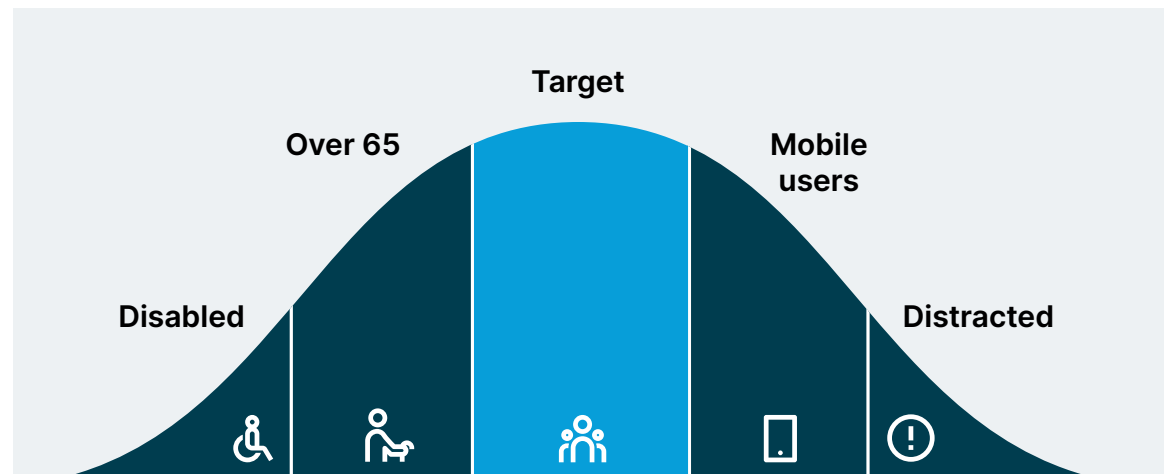 Target
Over 65
Mobile
users
Disabled
Distracted